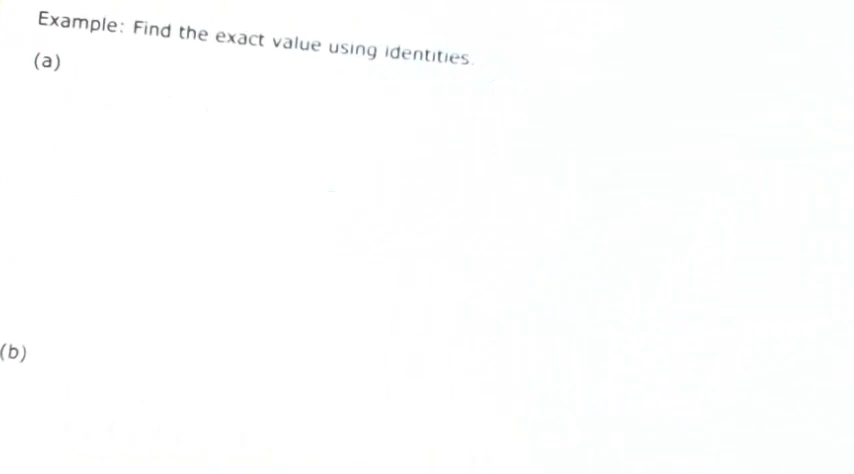 Example: Find the exact value using identities.
(a)
(b)